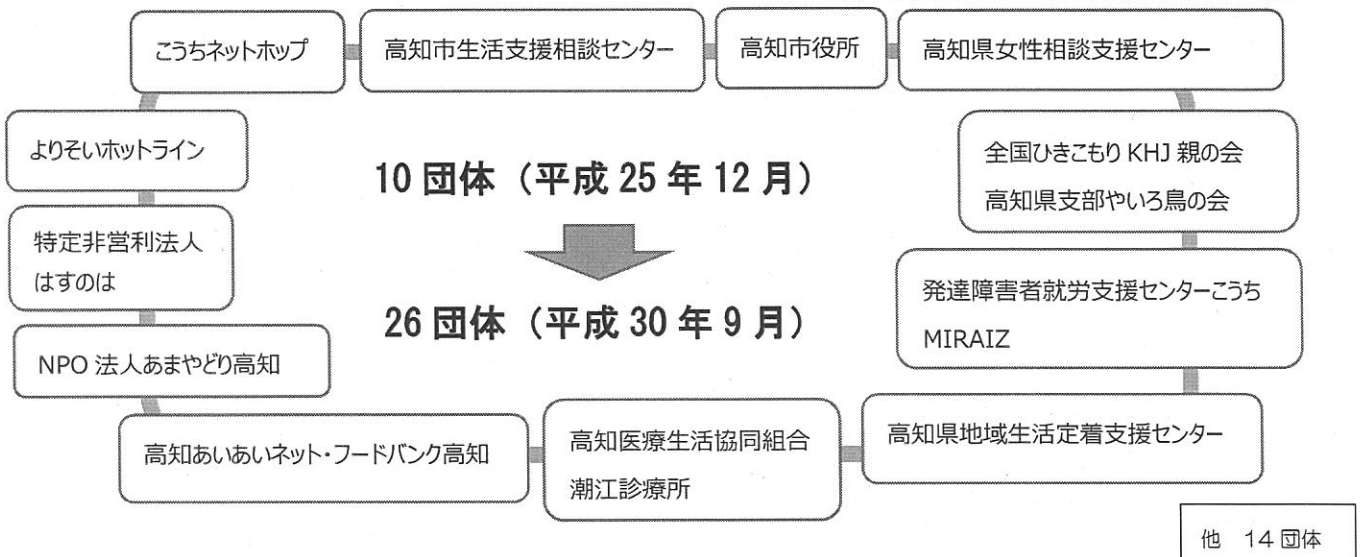 こうちネットホップ
高知市生活支援相談センター
高知市役所
高知県女性相談支援センター
よりそいホットライン
全国ひきこもり KHJ 親の会
高知県支部やいろ鳥の会
10 団体（平成 25 年 12 月）
特定非営利法人
はすのは
発達障害者就労支援センターこうち
MIRAIZ
26 団体（平成 30 年 9 月）
NPO 法人あまやどり高知
高知あいあいネット・フードバンク高知
高知医療生活協同組合
潮江診療所
高知県地域生活定着支援センター
他 14 団体